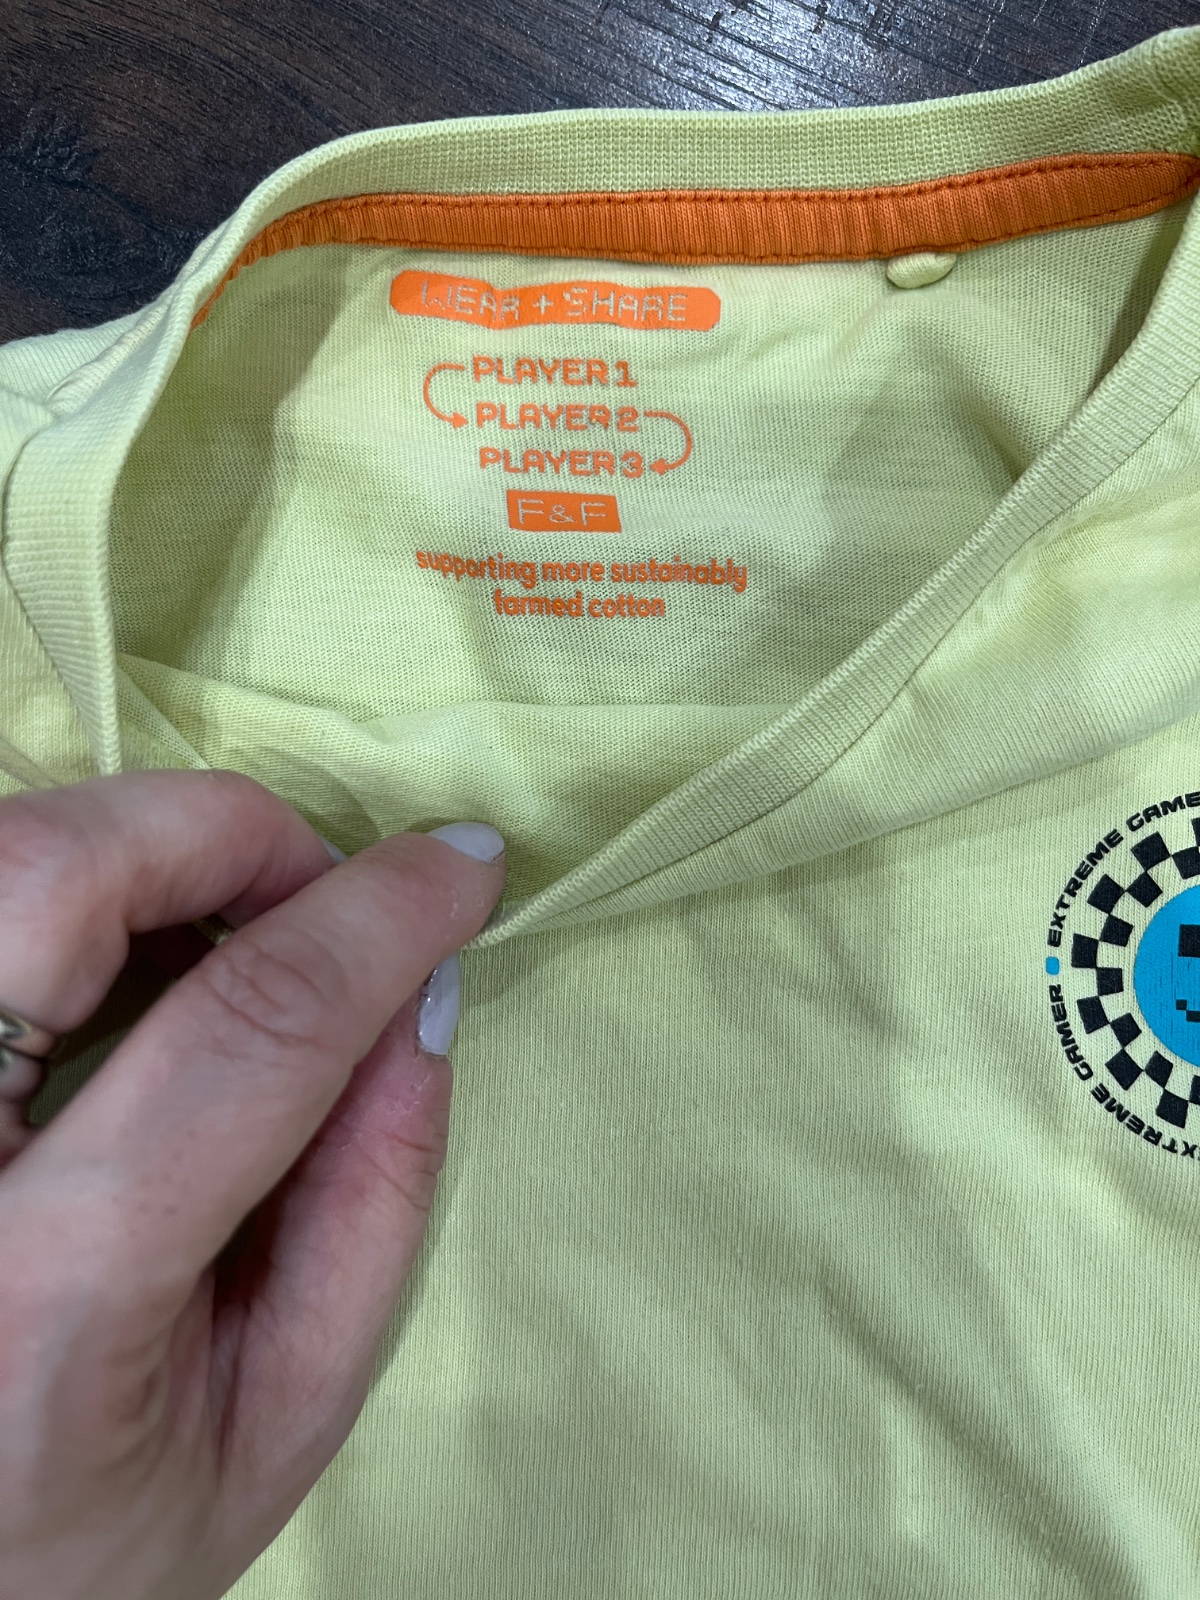 WEAR + SHARE
PLAYER 1
PLAYER 2
PLAYER 3
F&F
supporting more sustainably
farmed cotton
EXTREME GAMER
EXTREME GAMER